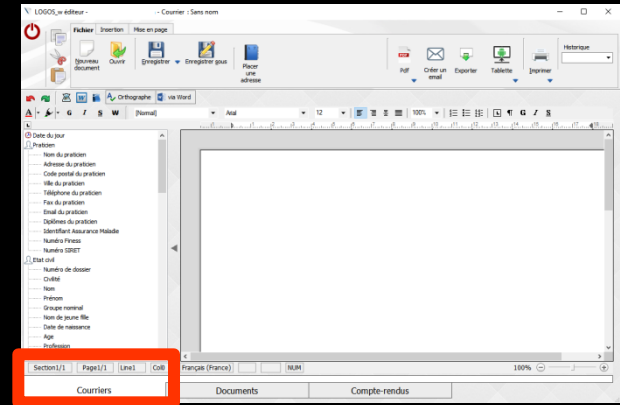 LOGOS_w éditeur - - Courrier : Sans nom
Fichier Insertion Mise en page
Nouveau document Ouvrir Enregistrer Enregistrer sous Placer une adresse Pdf Créer un email Exporter Tablette Imprimer Historique
Orthographe via Word
A G I S W [Normal] Arial 12 100% G I S
Date du jour
Praticien
Nom du praticien
Adresse du praticien
Code postal du praticien
Ville du praticien
Téléphone du praticien
Fax du praticien
Email du praticien
Diplômes du praticien
Identifiant Assurance Maladie
Numéro Finess
Numéro SIRET
Etat civil
Numéro de dossier
Civilité
Nom
Prénom
Groupe nominal
Nom de jeune fille
Date de naissance
Age
Profession
Section1/1 Page1/1 Line1 Col0 Français (France) NUM 100%
Courriers Documents Compte-rendus